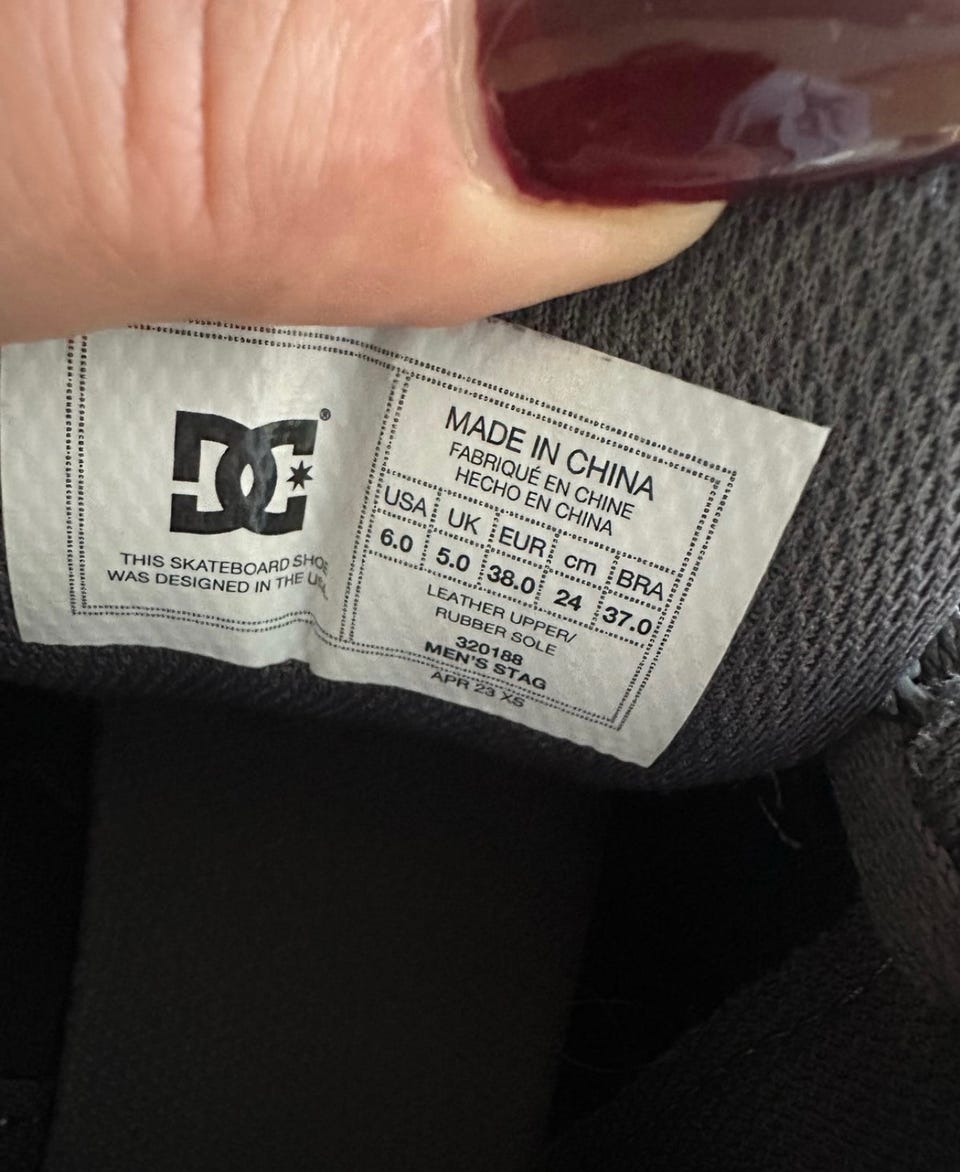 DC®
THIS SKATEBOARD SHOE
WAS DESIGNED IN THE USA.
MADE IN CHINA
FABRIQUÉ EN CHINE
HECHO EN CHINA
USA UK EUR cm BRA
6.0 5.0 38.0 24 37.0
LEATHER UPPER/
RUBBER SOLE
320188
MEN'S STAG
APR 23 XS